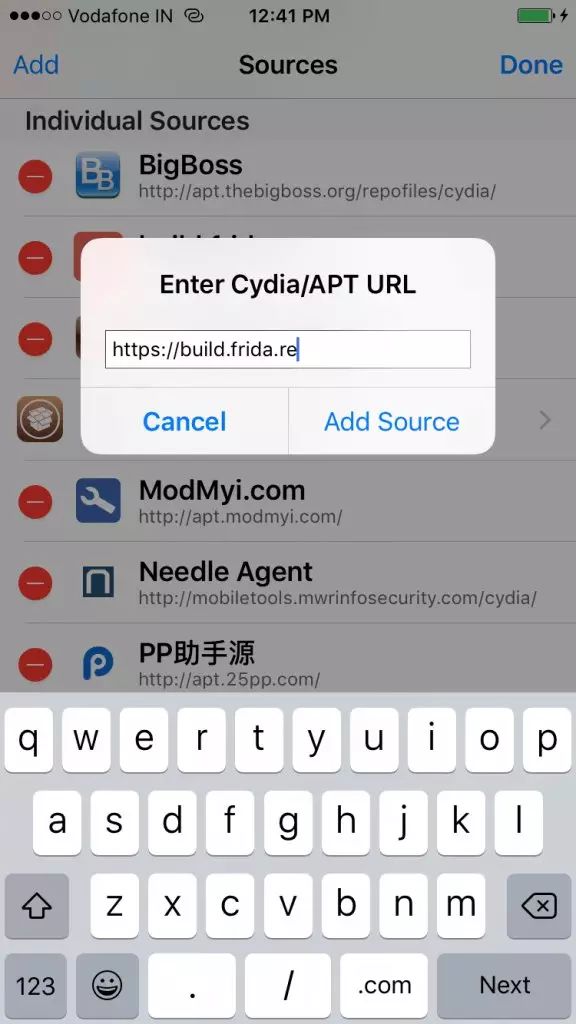 Vodafone IN 12:41 PM
Add Sources Done
Individual Sources
BigBoss
http://apt.thebigboss.org/repofiles/cydia/
Enter Cydia/APT URL
https://build.frida.re
Cancel Add Source
ModMyi.com
http://apt.modmyi.com/
Needle Agent
http://mobiletools.mwrinfosecurity.com/cydia/
PP助手源
http://apt.25pp.com/
q w e r t y u i o p
a s d f g h j k l
z x c v b n m
123 . / .com Next